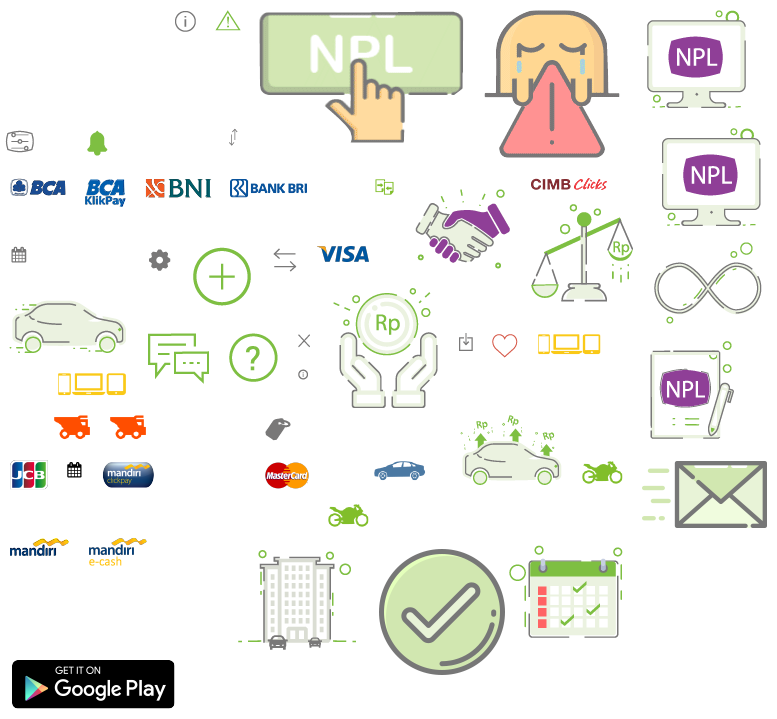 NPL
NPL
NPL
BCA
BCA
KlikPay
BNI
BANK BRI
CIMB Clicks
Rp
VISA
Rp
NPL
Rp
Rp
Rp
JCB
mandiri
clickpay
MasterCard
mandiri
mandiri
e-cash
GET IT ON
Google Play